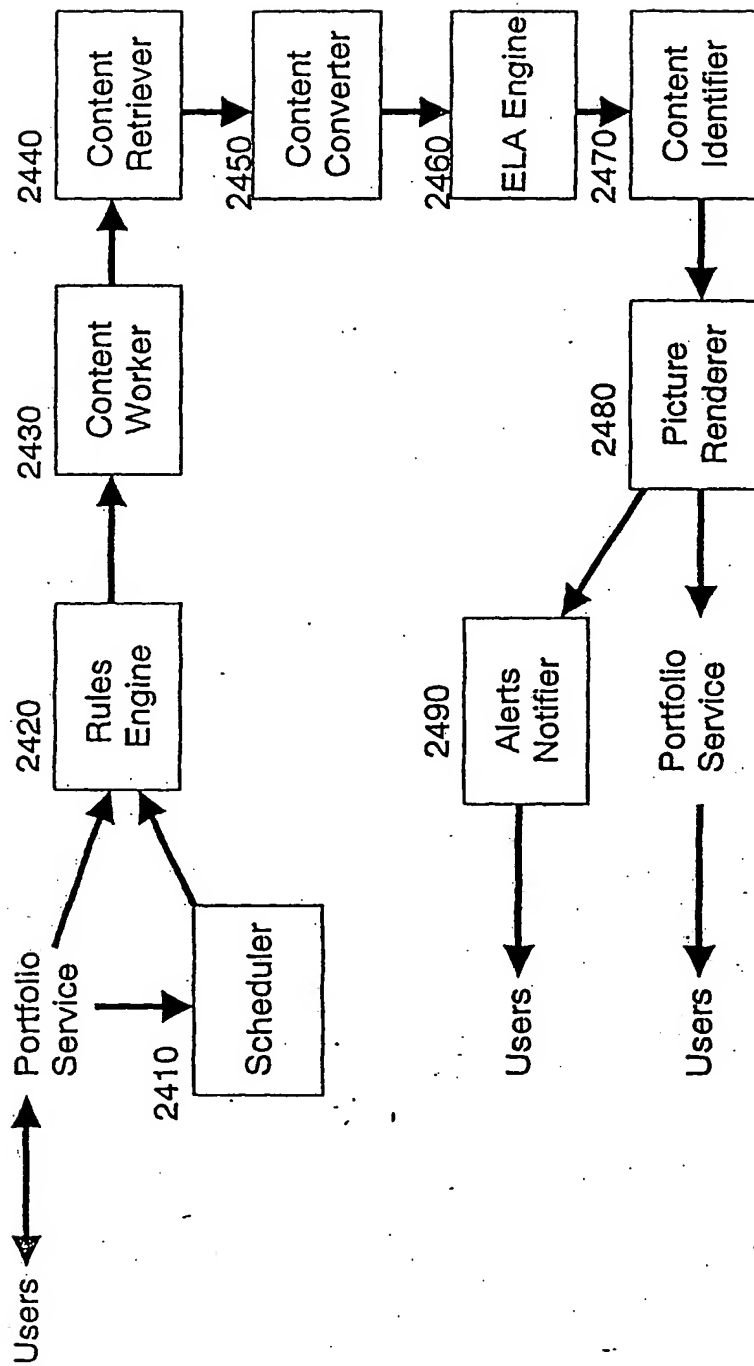 Users
Portfolio
Service
2410
Scheduler
2420
Rules
Engine
2430
Content
Worker
2440
Content
Retriever
2450
Content
Converter
2460
ELA Engine
2470
Content
Identifier
2480
Picture
Renderer
2490
Alerts
Notifier
Users
Portfolio
Service
Users